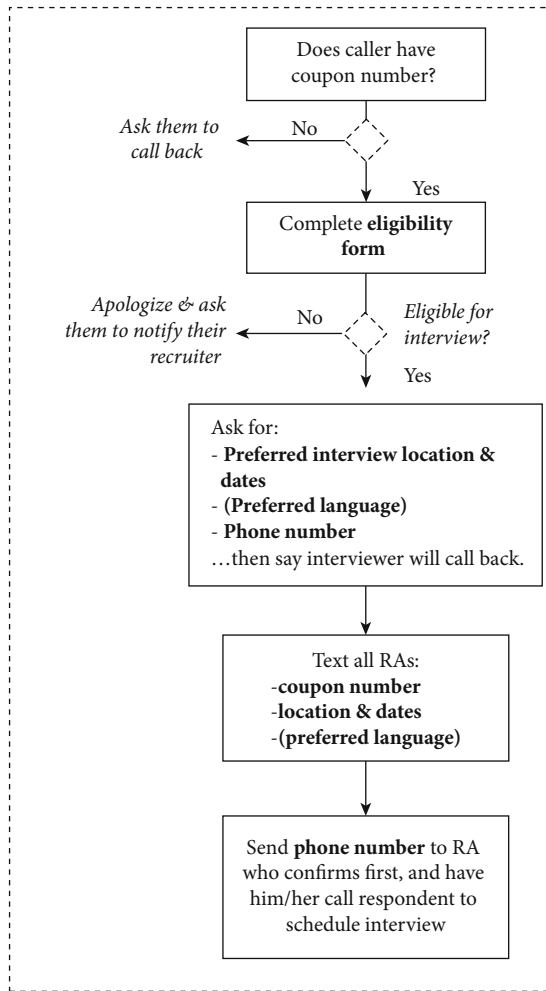 Does caller have
coupon number?
Ask them to
call back
No
Yes
Complete eligibility
form
Apologize & ask
them to notify their
recruiter
No
Eligible for
interview?
Yes
Ask for:
- Preferred interview location &
dates
- (Preferred language)
- Phone number
…then say interviewer will call back.
Text all RAs:
-coupon number
-location & dates
-(preferred language)
Send phone number to RA
who confirms first, and have
him/her call respondent to
schedule interview